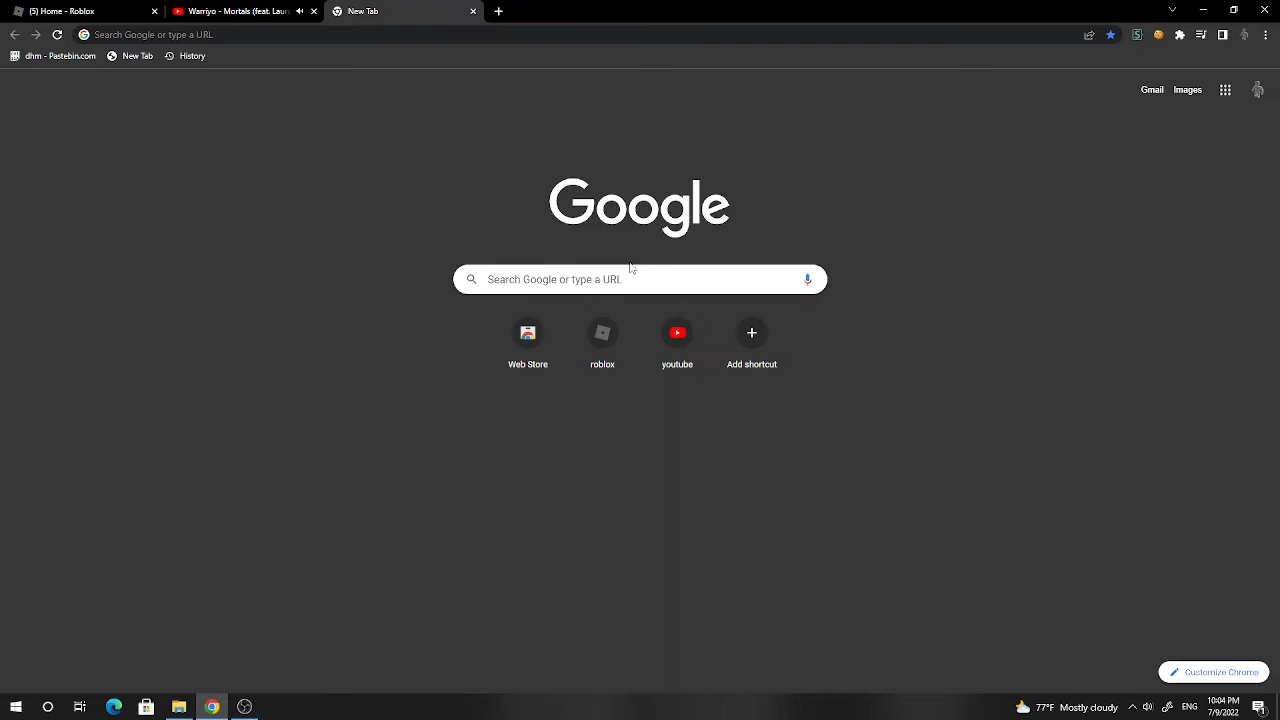 (5) Home - Roblox
Warriyo - Mortals (feat. Laura
New Tab
Search Google or type a URL
dhm - Pastebin.com
New Tab
History
Gmail
Images
Google
Search Google or type a URL
Web Store
roblox
youtube
Add shortcut
Customize Chrome
77°F Mostly cloudy
ENG
10:04 PM
7/9/2022